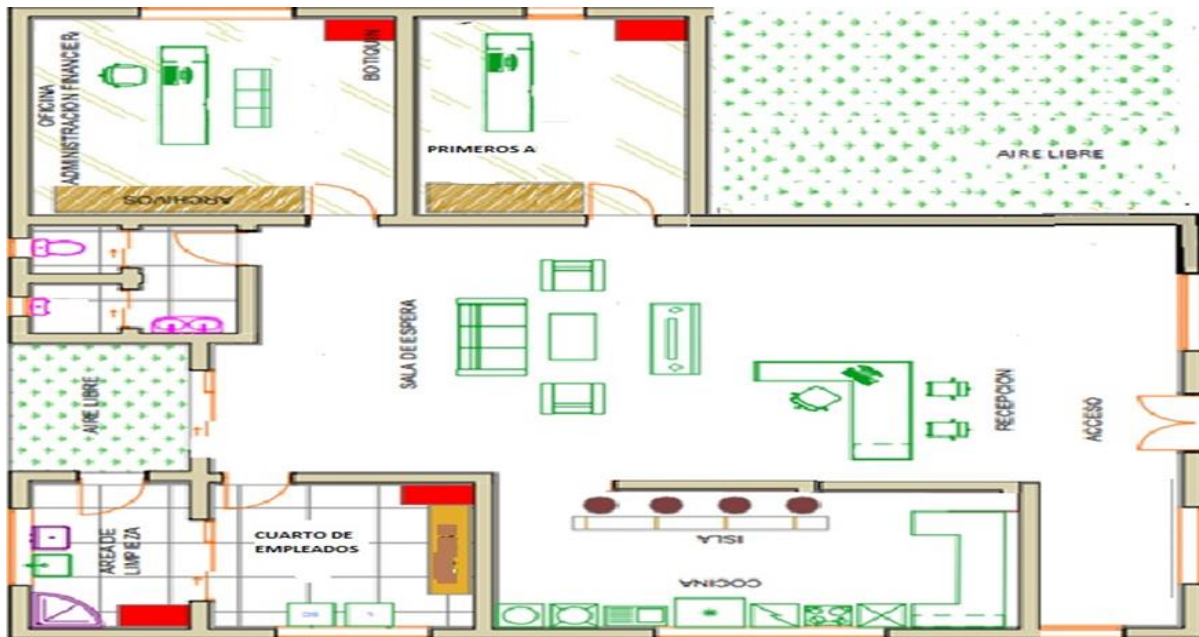 OFICINA
ADMINISTRACION FINANCIER
BOTIQUIN
ARCHIVOS
PRIMEROS A
AIRE LIBRE
SALA DE ESPERA
RECEPCION
ACCESO
AIRE LIBRE
AREA DE
LIMPIEZA
CUARTO DE
EMPLEADOS
ISLA
COCINA